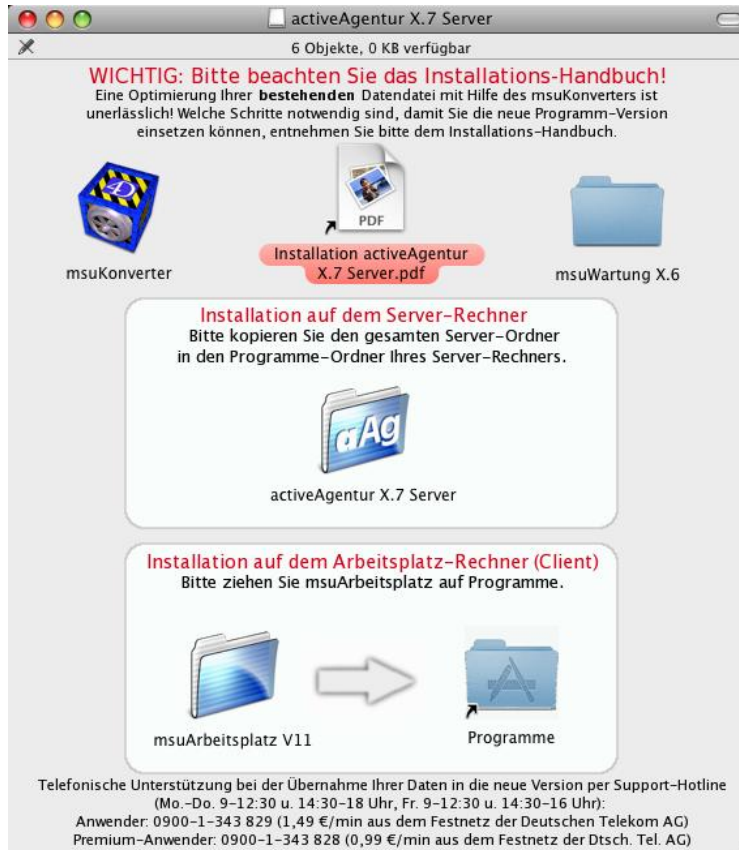 activeAgentur X.7 Server
6 Objekte, 0 KB verfügbar
WICHTIG: Bitte beachten Sie das Installations-Handbuch!
Eine Optimierung Ihrer bestehenden Datendatei mit Hilfe des msuKonverters ist
unerlässlich! Welche Schritte notwendig sind, damit Sie die neue Programm-Version
einsetzen können, entnehmen Sie bitte dem Installations-Handbuch.
4D
PDF
msuKonverter
Installation activeAgentur
X.7 Server.pdf
msuWartung X.6
Installation auf dem Server-Rechner
Bitte kopieren Sie den gesamten Server-Ordner
in den Programme-Ordner Ihres Server-Rechners.
aAg
activeAgentur X.7 Server
Installation auf dem Arbeitsplatz-Rechner (Client)
Bitte ziehen Sie msuArbeitsplatz auf Programme.
msuArbeitsplatz V11
Programme
Telefonische Unterstützung bei der Übernahme Ihrer Daten in die neue Version per Support-Hotline
(Mo.-Do. 9-12:30 u. 14:30-18 Uhr, Fr. 9-12:30 u. 14:30-16 Uhr):
Anwender: 0900-1-343 829 (1,49 €/min aus dem Festnetz der Deutschen Telekom AG)
Premium-Anwender: 0900-1-343 828 (0,99 €/min aus dem Festnetz der Dtsch. Tel. AG)